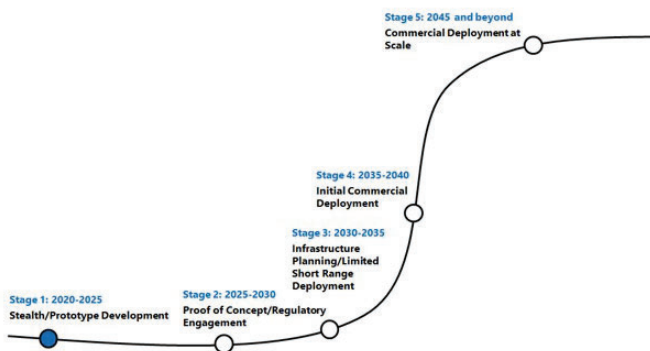 Stage 5: 2045 and beyond
Commercial Deployment at
Scale
Stage 4: 2035-2040
Initial Commercial
Deployment
Stage 3: 2030-2035
Infrastructure
Planning/Limited
Short Range
Deployment
Stage 2: 2025-2030
Proof of Concept/Regulatory
Engagement
Stage 1: 2020-2025
Stealth/Prototype Development